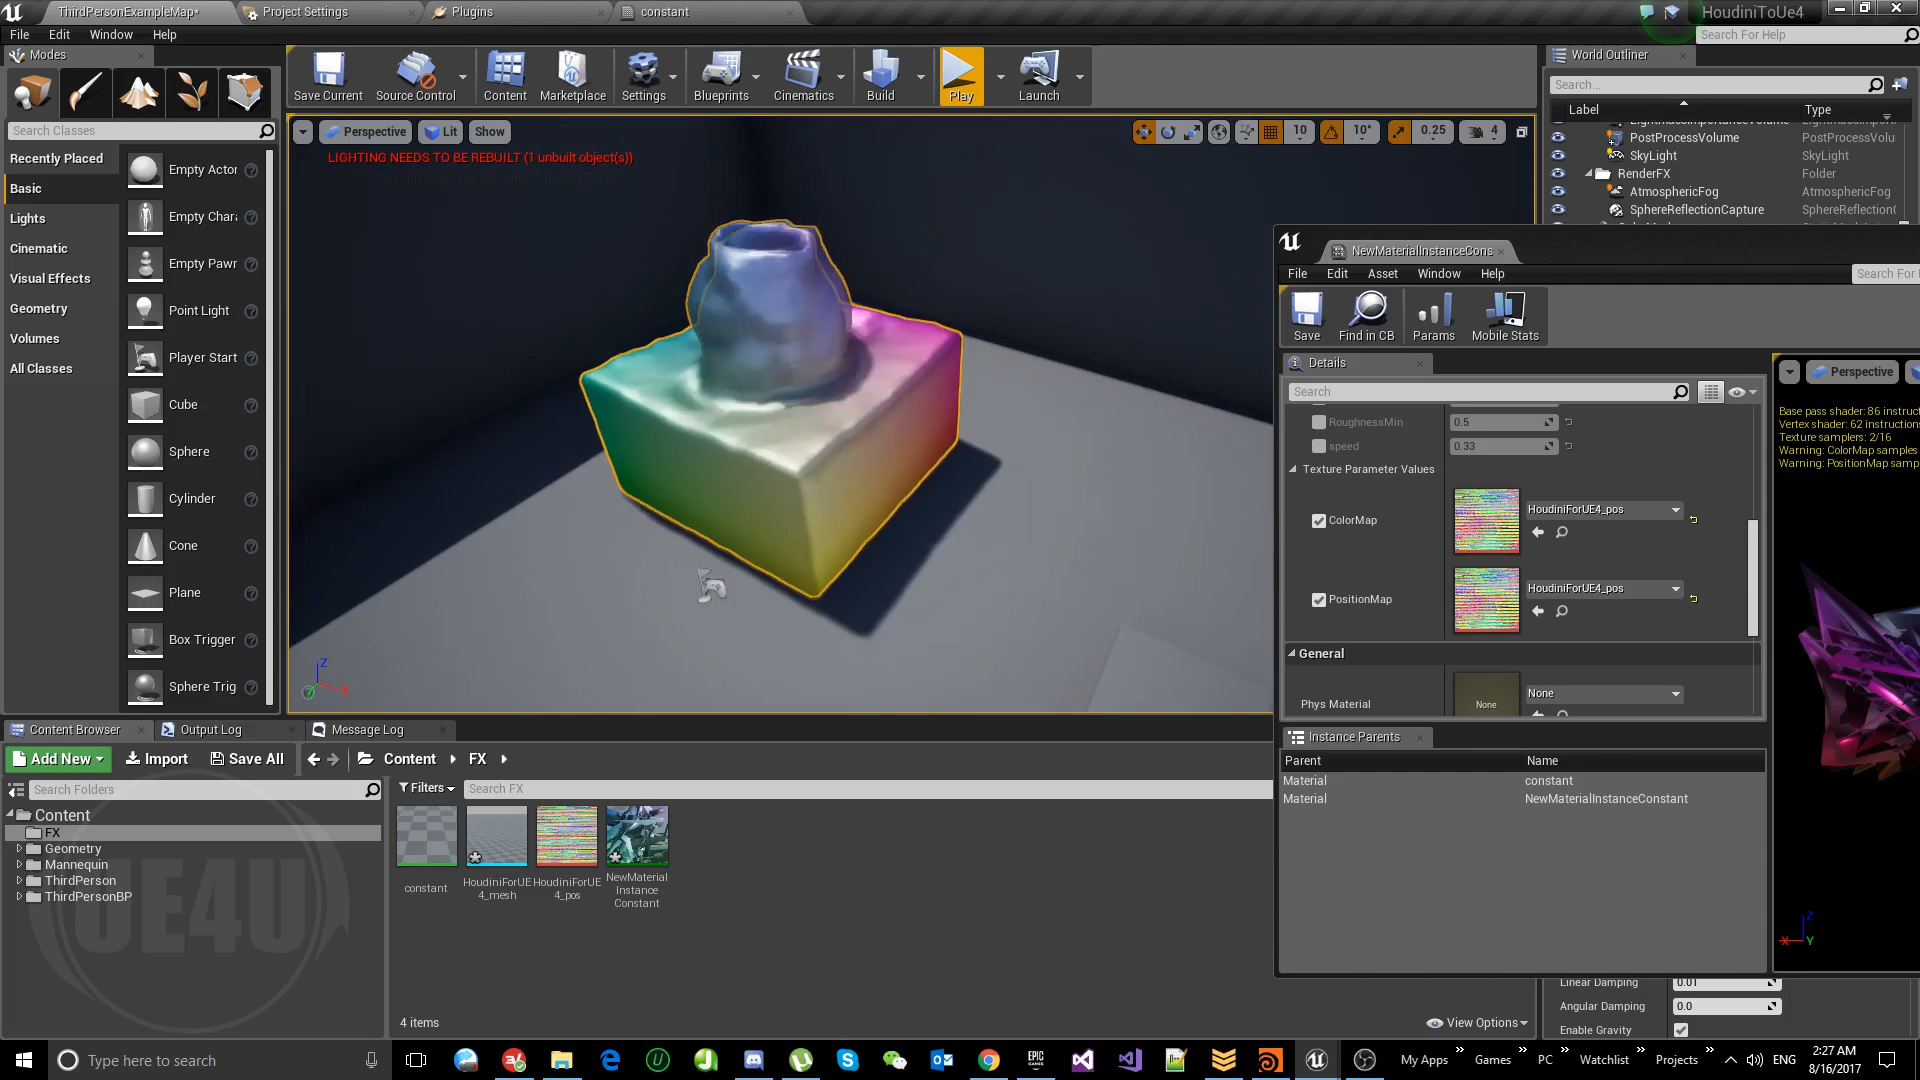 ThirdPersonExampleMap*
Project Settings
Plugins
constant
HoudiniToUe4
File
Edit
Window
Help
Search For Help
Modes
Save Current
Source Control
Content
Marketplace
Settings
Blueprints
Cinematics
Build
Play
Launch
World Outliner
Search...
Label
Type
Search Classes
Recently Placed
Basic
Lights
Cinematic
Visual Effects
Geometry
Volumes
All Classes
Empty Actor
Empty Chara
Empty Pawn
Point Light
Player Start
Cube
Sphere
Cylinder
Cone
Plane
Box Trigger
Sphere Trig
Perspective
Lit
Show
10
10°
0.25
4
LIGHTING NEEDS TO BE REBUILT (1 unbuilt object(s))
Z
X
PostProcessVolume
PostProcessVolu
SkyLight
SkyLight
RenderFX
Folder
AtmosphericFog
AtmosphericFog
SphereReflectionCapture
SphereReflection
NewMaterialInstanceCons
File
Edit
Asset
Window
Help
Search For
Save
Find in CB
Params
Mobile Stats
Details
Search
RoughnessMin
0.5
speed
0.33
Texture Parameter Values
ColorMap
HoudiniForUE4_pos
PositionMap
HoudiniForUE4_pos
General
Phys Material
None
None
Instance Parents
Parent
Name
Material
constant
Material
NewMaterialInstanceConstant
Perspective
Base pass shader: 86 instruct
Vertex shader: 62 instructions
Texture samplers: 2/16
Warning: ColorMap samples
Warning: PositionMap samp
Z
X
Y
Linear Damping
0.01
Angular Damping
0.0
Enable Gravity
Content Browser
Output Log
Message Log
Add New
Import
Save All
Content
FX
Search Folders
Filters
Search FX
Content
FX
Geometry
Mannequin
ThirdPerson
ThirdPersonBP
UE4U
constant
HoudiniForUE
4_mesh
HoudiniForUE
4_pos
NewMaterial
Instance
Constant
4 items
View Options
Type here to search
EPIC
GAMES
My Apps
Games
PC
Watchlist
Projects
ENG
2:27 AM
8/16/2017